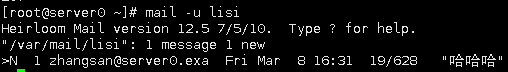 [root@server0 ~]# mail -u lisi
Heirloom Mail version 12.5 7/5/10.  Type ? for help.
"/var/mail/lisi": 1 message 1 new
>N  1 zhangsan@server0.exa  Fri Mar  8 16:31  19/628   "哈哈哈"